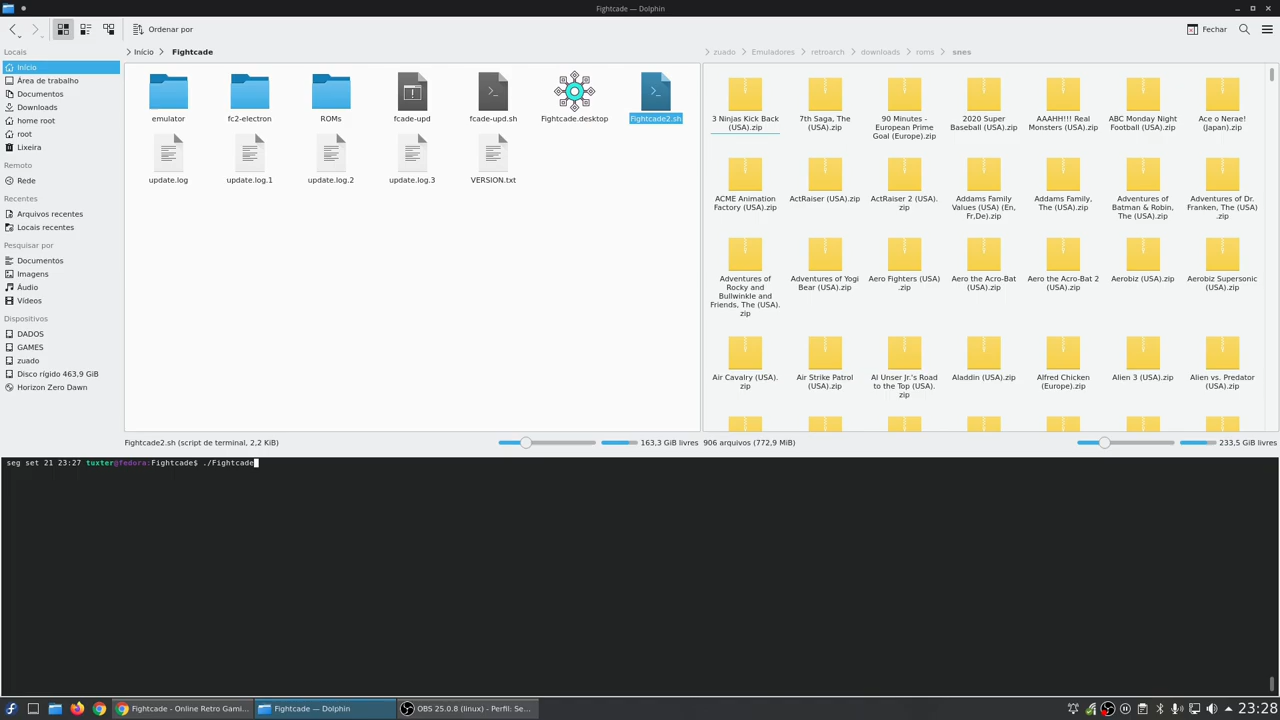 Fightcade — Dolphin
Ordenar por
Fechar
Locais
Início
Área de trabalho
Documentos
Downloads
home root
root
Lixeira
Remoto
Rede
Recentes
Arquivos recentes
Locais recentes
Pesquisar por
Documentos
Imagens
Áudio
Vídeos
Dispositivos
DADOS
GAMES
zuado
Disco rígido 463,9 GiB
Horizon Zero Dawn
Início Fightcade
emulator
fc2-electron
ROMs
fcade-upd
fcade-upd.sh
Fightcade.desktop
Fightcade2.sh
update.log
update.log.1
update.log.2
update.log.3
VERSION.txt
Fightcade2.sh (script de terminal, 2,2 KiB)
163,3 GiB livres
zuado Emuladores retroarch downloads roms snes
3 Ninjas Kick Back
(USA).zip
7th Saga, The
(USA).zip
90 Minutes -
European Prime
Goal (Europe).zip
2020 Super
Baseball (USA).zip
AAAHH!!! Real
Monsters (USA).zip
ABC Monday Night
Football (USA).zip
Ace o Nerae!
(Japan).zip
ACME Animation
Factory (USA).zip
ActRaiser (USA).zip
ActRaiser 2 (USA).
zip
Addams Family
Values (USA) (En,
Fr,De).zip
Addams Family,
The (USA).zip
Adventures of
Batman & Robin,
The (USA).zip
Adventures of Dr.
Franken, The (USA)
.zip
Adventures of
Rocky and
Bullwinkle and
Friends, The (USA).
zip
Adventures of Yogi
Bear (USA).zip
Aero Fighters (USA)
.zip
Aero the Acro-Bat
(USA).zip
Aero the Acro-Bat 2
(USA).zip
Aerobiz (USA).zip
Aerobiz Supersonic
(USA).zip
Air Cavalry (USA).
zip
Air Strike Patrol
(USA).zip
Al Unser Jr.'s Road
to the Top (USA).
zip
Aladdin (USA).zip
Alfred Chicken
(Europe).zip
Alien 3 (USA).zip
Alien vs. Predator
(USA).zip
906 arquivos (772,9 MiB)
233,5 GiB livres
seg set 21 23:27 tuxter@fedora:Fightcade$ ./Fightcade
Fightcade - Online Retro Gami...
Fightcade — Dolphin
OBS 25.0.8 (linux) - Perfil: Se...
23:28